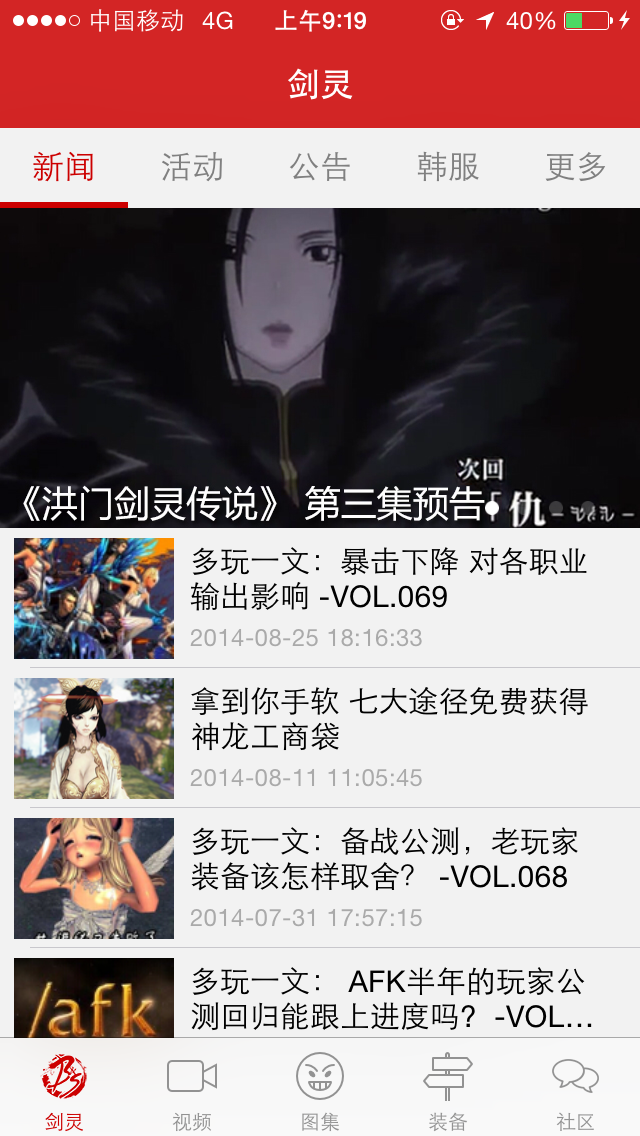 中国移动 4G 上午9:19 40%
剑灵
新闻 活动 公告 韩服 更多
次回
《洪门剑灵传说》 第三集预告 「仇
多玩一文：暴击下降 对各职业
输出影响 -VOL.069
2014-08-25 18:16:33
拿到你手软 七大途径免费获得
神龙工商袋
2014-08-11 11:05:45
多玩一文：备战公测，老玩家
装备该怎样取舍？ -VOL.068
2014-07-31 17:57:15
/afk
多玩一文： AFK半年的玩家公
测回归能跟上进度吗？-VOL...
剑灵 视频 图集 装备 社区